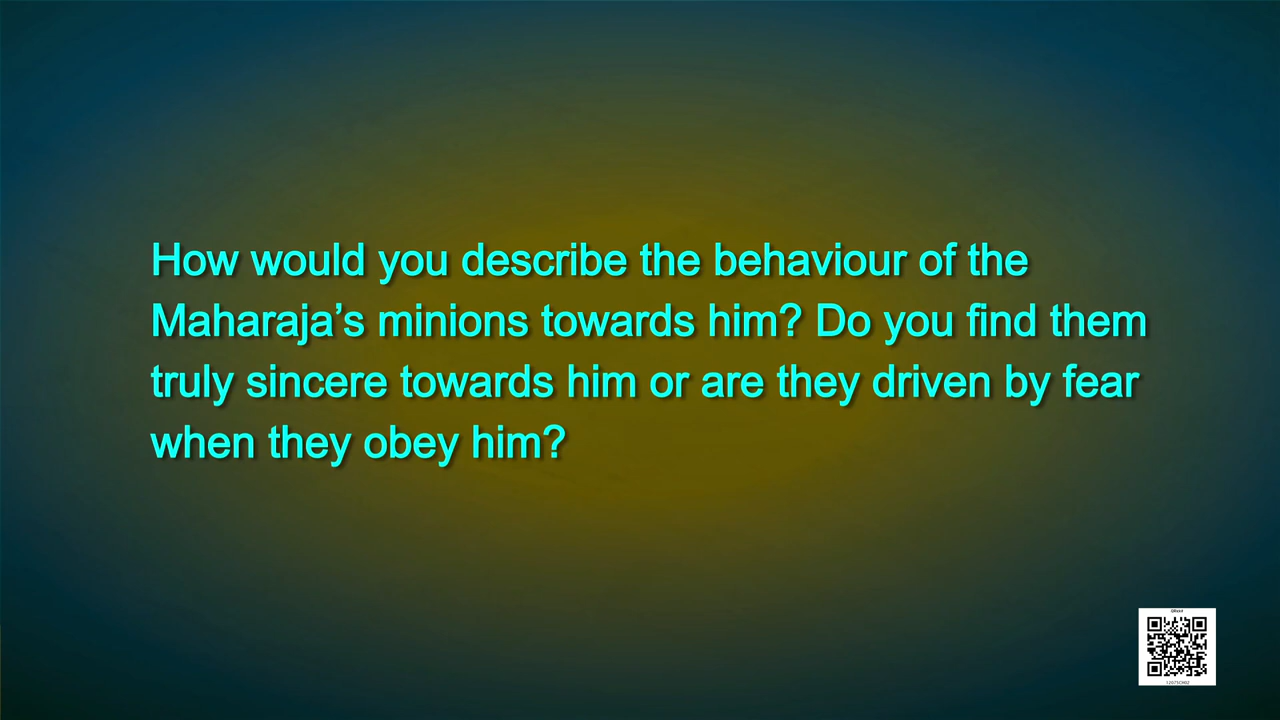 How would you describe the behaviour of the
Maharaja’s minions towards him? Do you find them
truly sincere towards him or are they driven by fear
when they obey him?